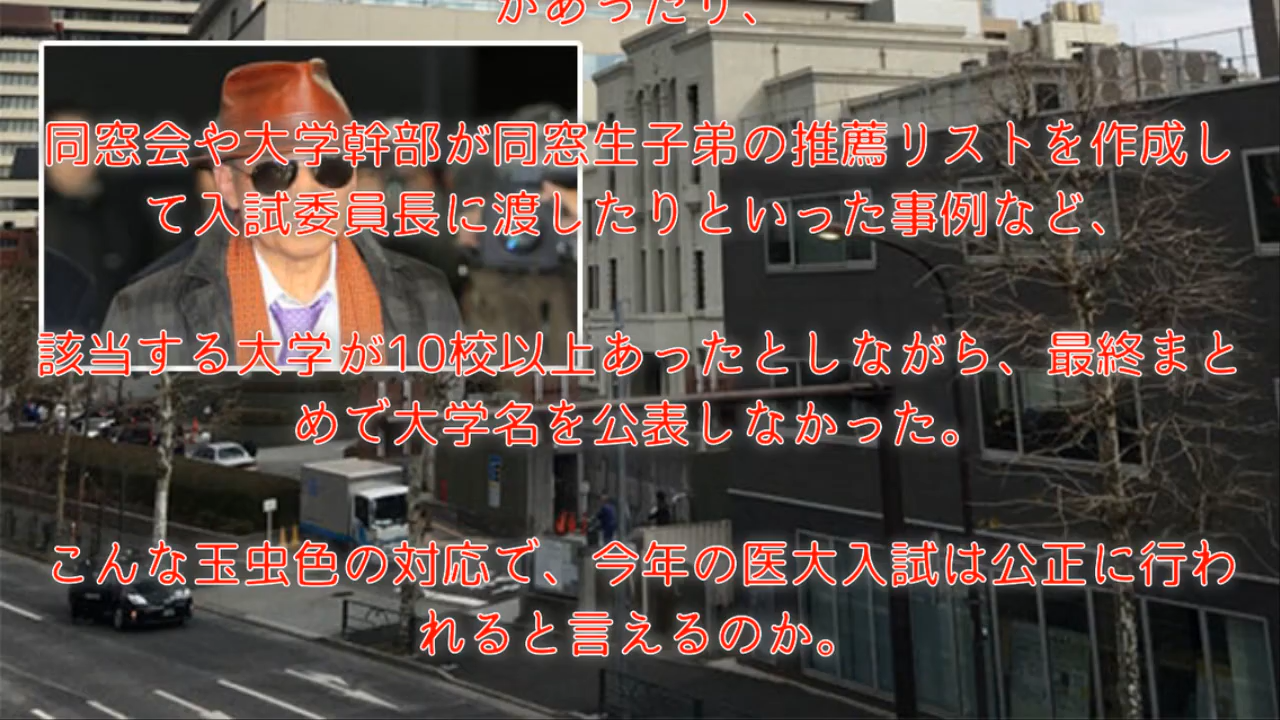 があったり、
同窓会や大学幹部が同窓生子弟の推薦リストを作成し
て入試委員長に渡したりといった事例など、
該当する大学が10校以上あったとしながら、最終まと
めで大学名を公表しなかった。
こんな玉虫色の対応で、今年の医大入試は公正に行わ
れると言えるのか。